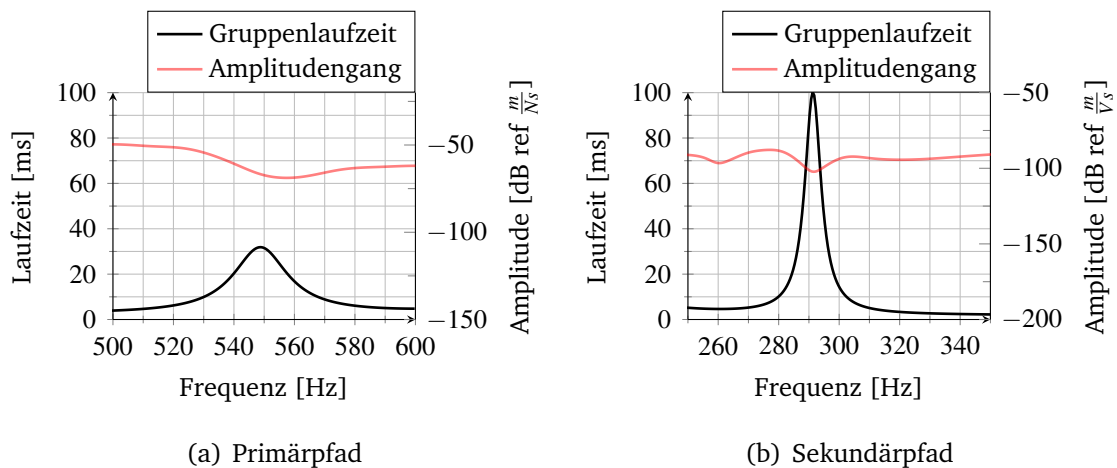 Gruppenlaufzeit
Amplitudengang
100
80
60
40
20
0
Laufzeit [ms]
500 520 540 560 580 600
Frequenz [Hz]
−50
−100
−150
Amplitude [dB ref m/Ns]
(a) Primärpfad
Gruppenlaufzeit
Amplitudengang
100
80
60
40
20
0
Laufzeit [ms]
260 280 300 320 340
Frequenz [Hz]
−50
−100
−150
−200
Amplitude [dB ref m/Vs]
(b) Sekundärpfad